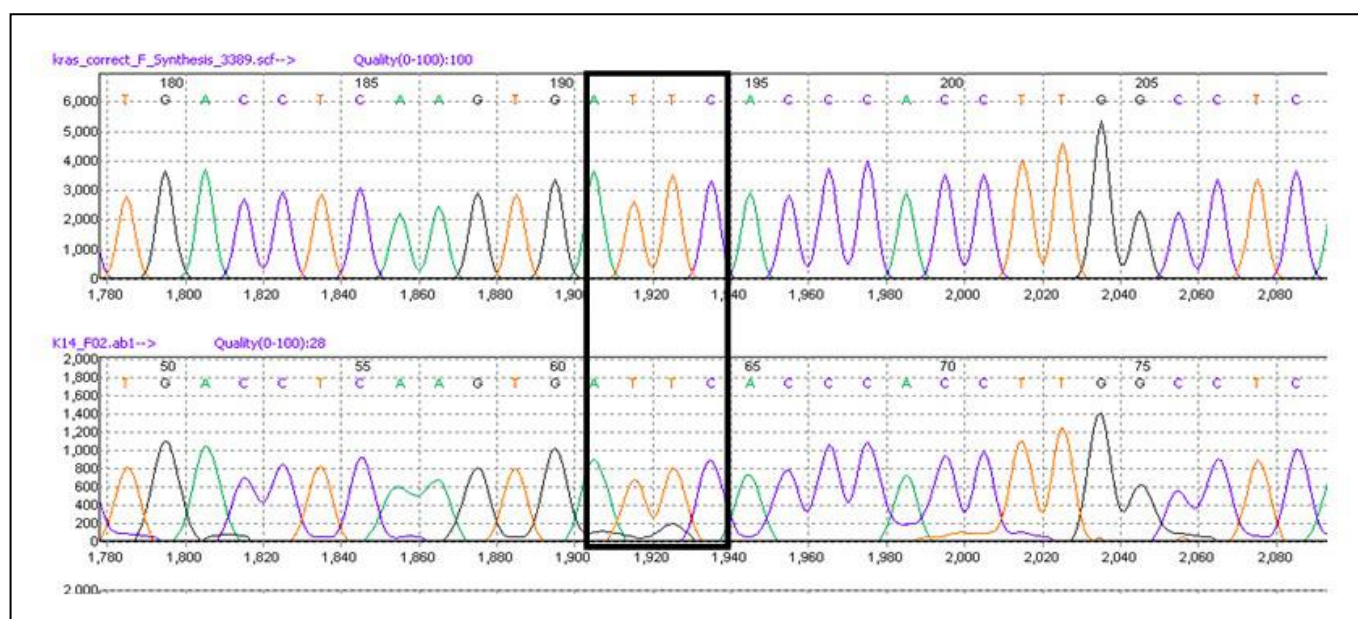 kras_correct_F_Synthesis_3389.scf--> Quality(0-100):100
180 185 190 195 200 205
T G A C C T C A A G T G A T T C A C C C A C C T T G G C C T C
6,000
5,000
4,000
3,000
2,000
1,000
0
1,780 1,800 1,820 1,840 1,860 1,880 1,900 1,920 1,940 1,960 1,980 2,000 2,020 2,040 2,060 2,080
K14_F02.ab1--> Quality(0-100):28
50 55 60 65 70 75
T G A C C T C A A G T G A T T C A C C C A C C T T G G C C T C
2,000
1,800
1,600
1,400
1,200
1,000
800
600
400
200
0
1,780 1,800 1,820 1,840 1,860 1,880 1,900 1,920 1,940 1,960 1,980 2,000 2,020 2,040 2,060 2,080
2,000